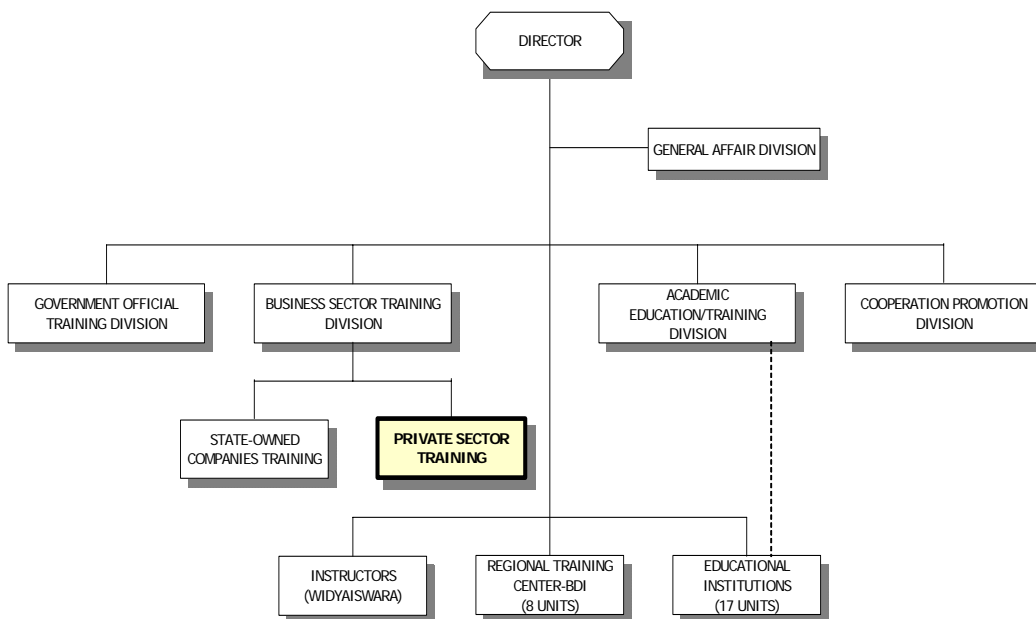 DIRECTOR
GENERAL AFFAIR DIVISION
GOVERNMENT OFFICIAL
TRAINING DIVISION
BUSINESS SECTOR TRAINING
DIVISION
ACADEMIC
EDUCATION/TRAINING
DIVISION
COOPERATION PROMOTION
DIVISION
STATE-OWNED
COMPANIES TRAINING
PRIVATE SECTOR
TRAINING
INSTRUCTORS
(WIDYAISWARA)
REGIONAL TRAINING
CENTER-BDI
(8 UNITS)
EDUCATIONAL
INSTITUTIONS
(17 UNITS)